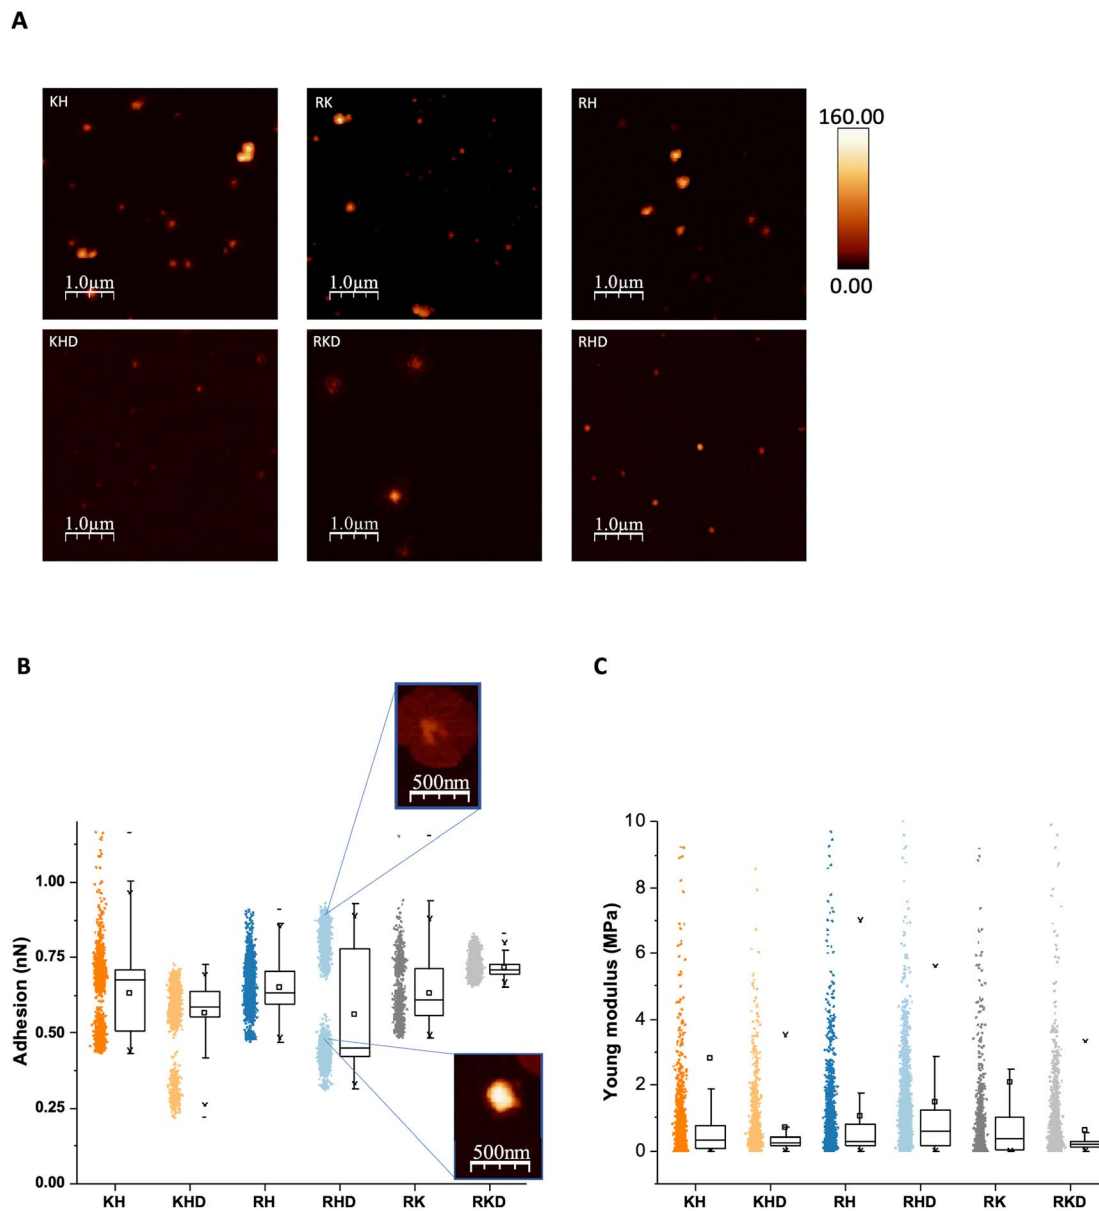 A
KH
RK
RH
160.00
0.00
1.0µm
1.0µm
1.0µm
KHD
RKD
RHD
1.0µm
1.0µm
1.0µm
B
C
500nm
Adhesion (nN)
1.00
0.75
0.50
0.25
0.00
500nm
KH KHD RH RHD RK RKD
Young modulus (MPa)
10
8
6
4
2
0
KH KHD RH RHD RK RKD